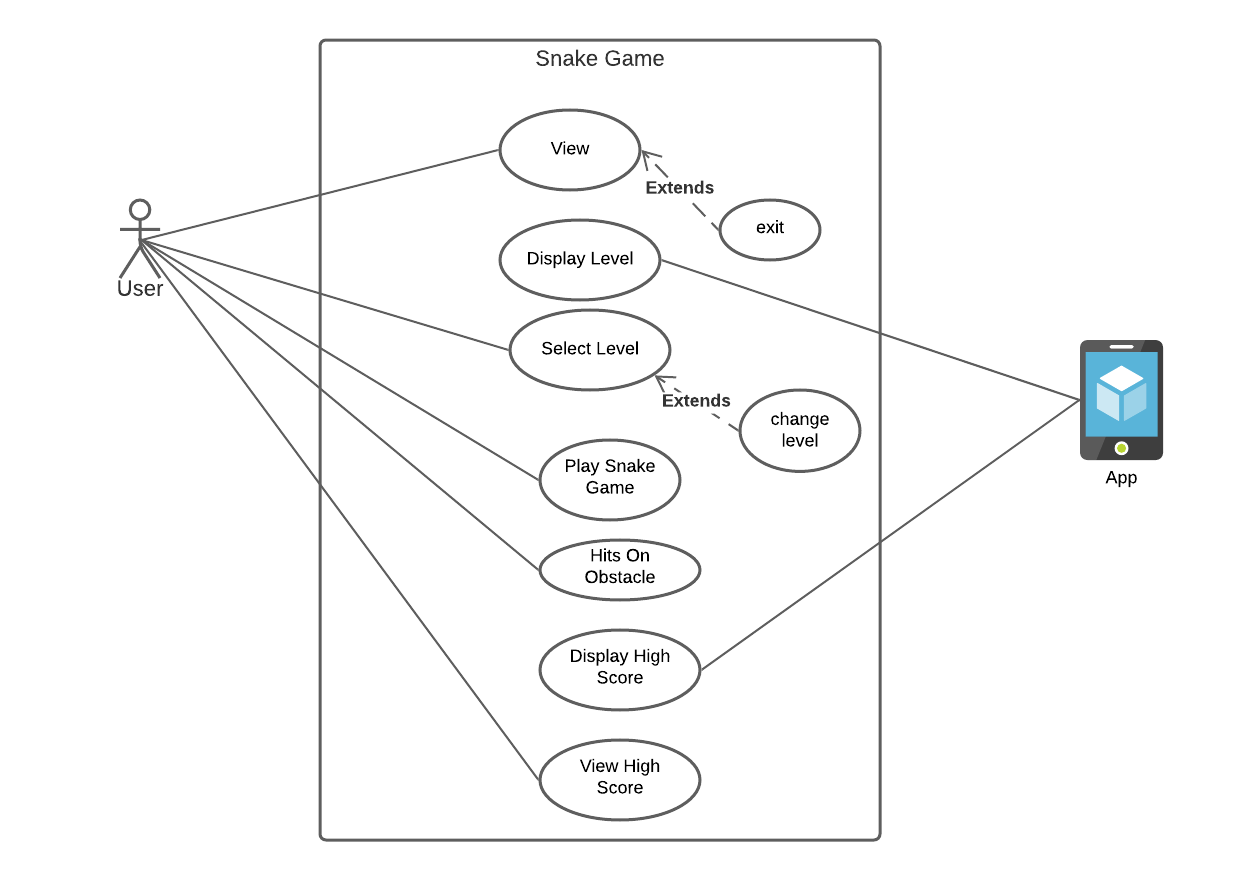 Snake Game
View
Extends
exit
User
Display Level
Select Level
Extends
change
level
App
Play Snake
Game
Hits On
Obstacle
Display High
Score
View High
Score